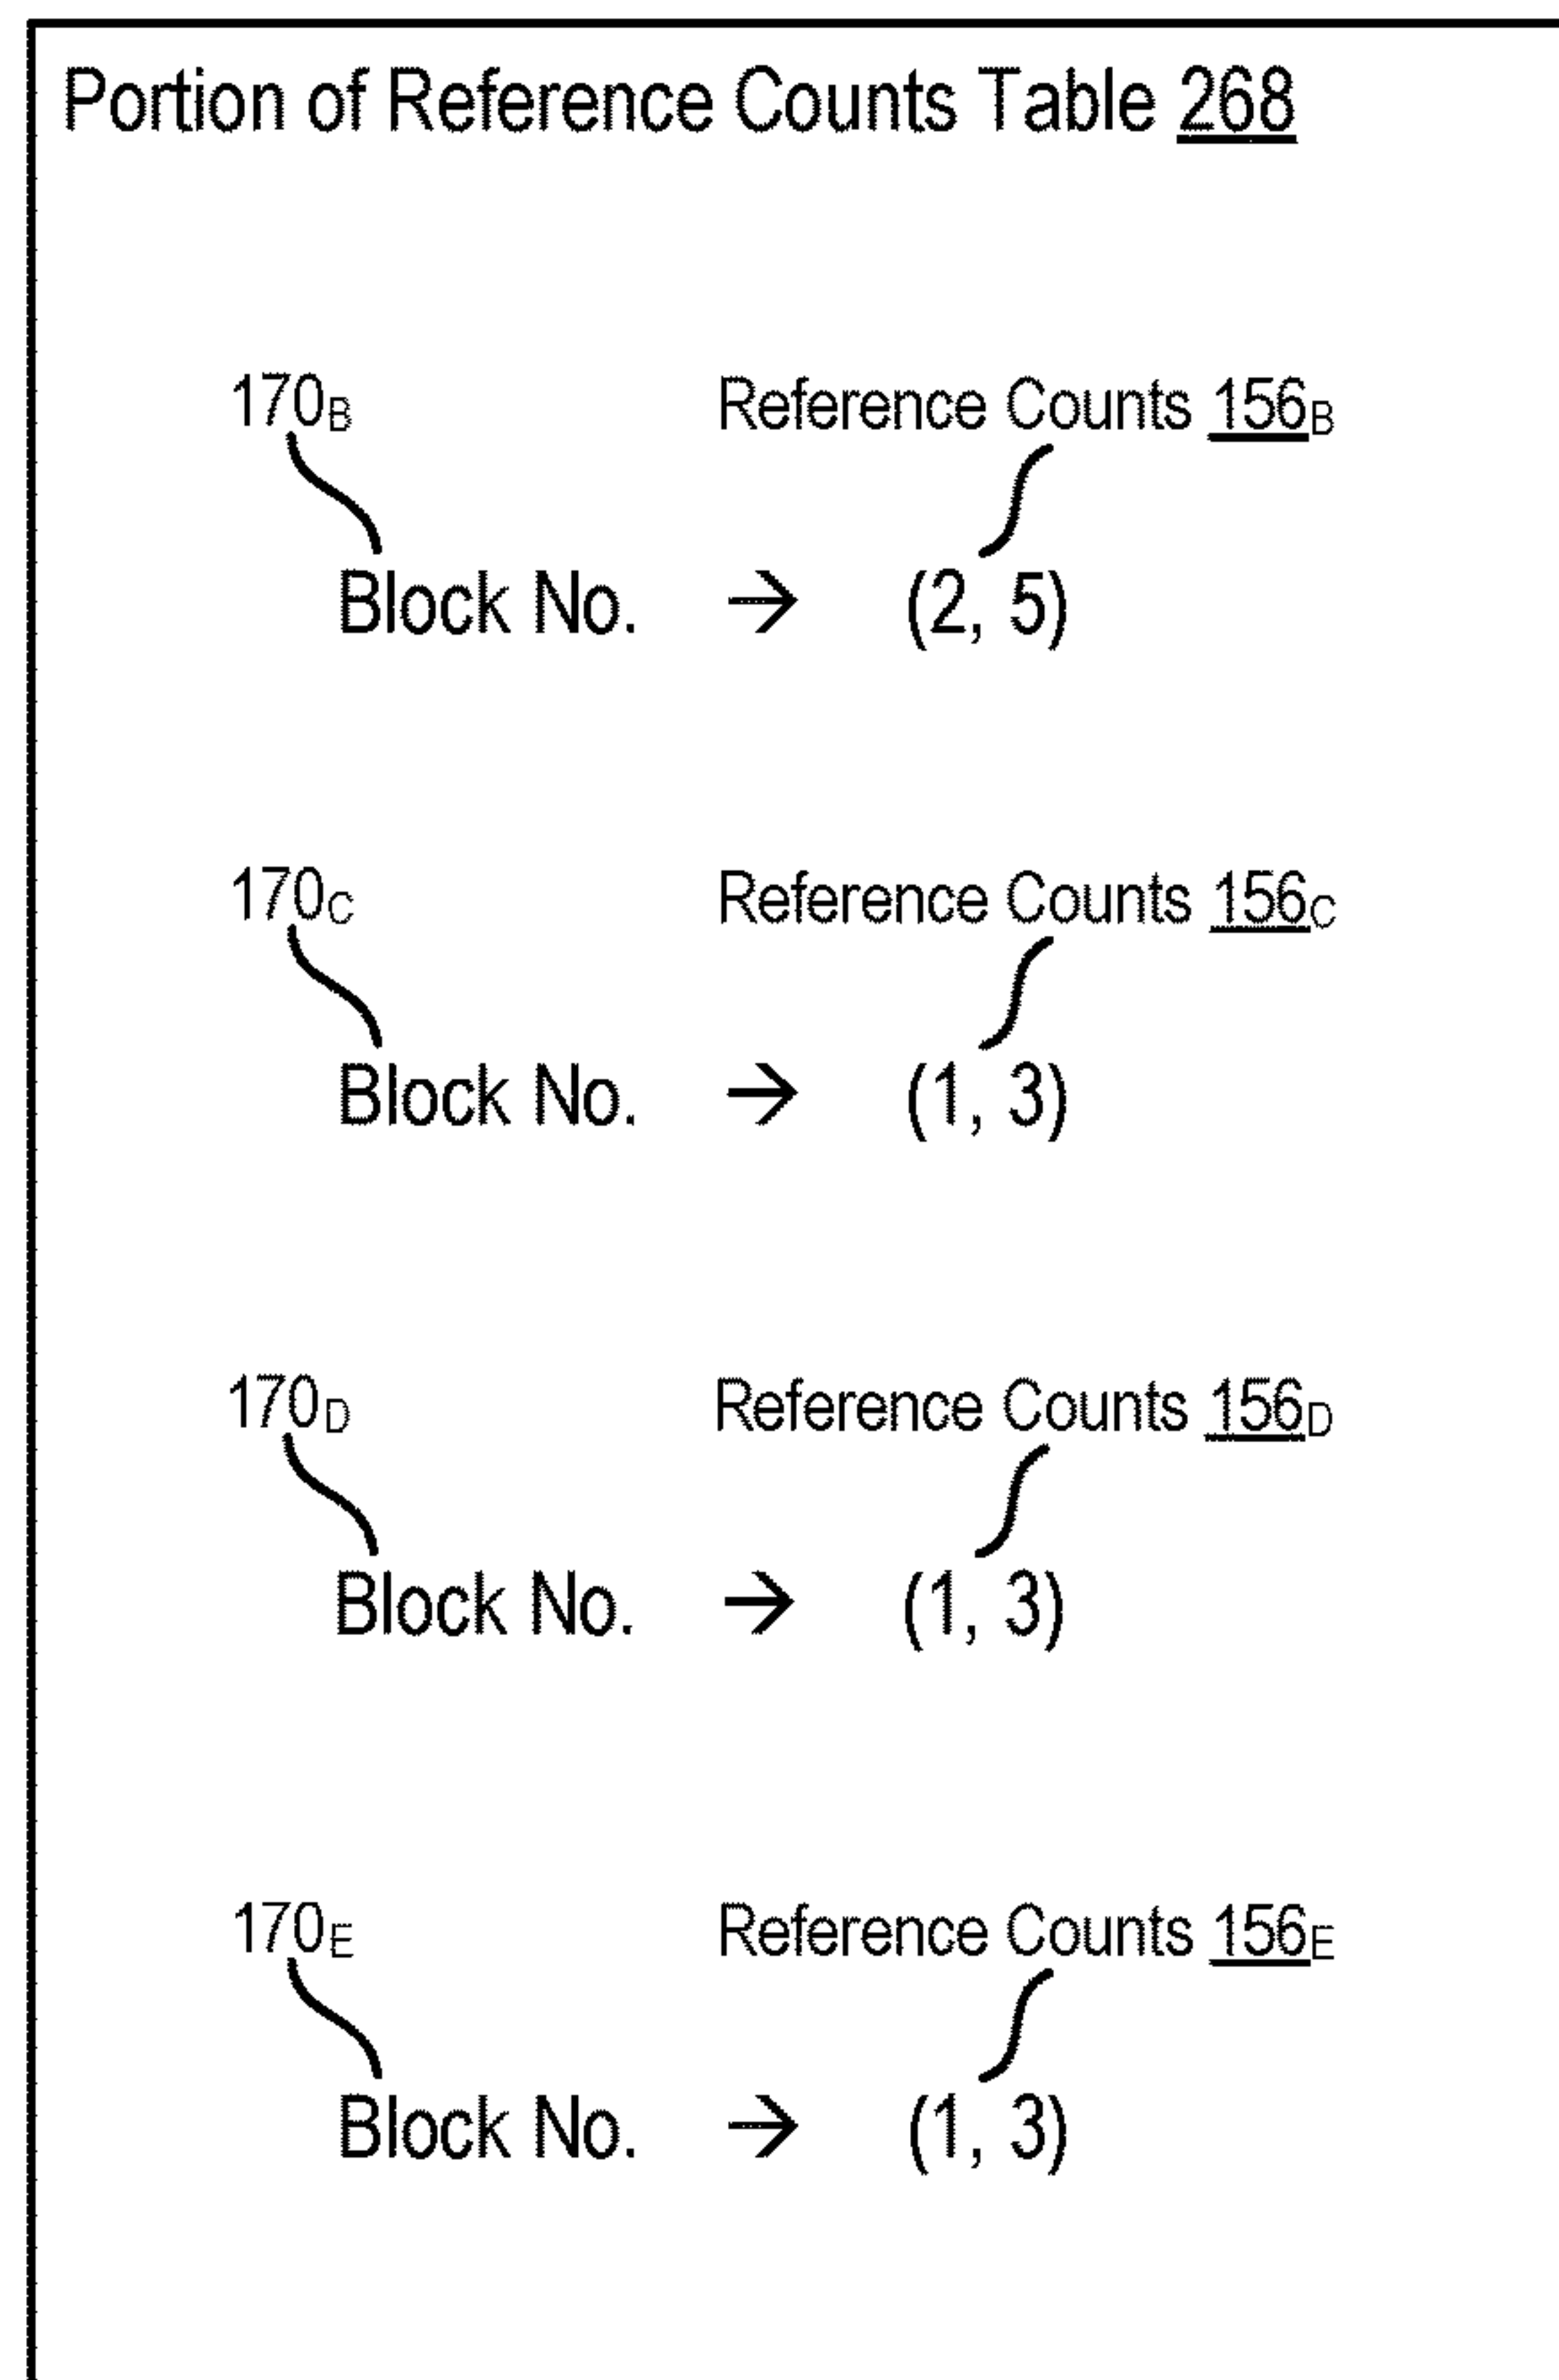 Portion of Reference Counts Table 268
170B Reference Counts 156B
Block No. → (2, 5)
170C Reference Counts 156C
Block No. → (1, 3)
170D Reference Counts 156D
Block No. → (1, 3)
170E Reference Counts 156E
Block No. → (1, 3)